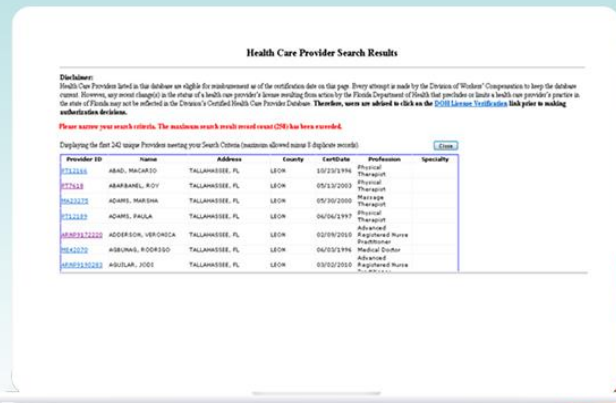 Health Care Provider Search Results
Disclaimer:
Health Care Providers listed in this database are eligible for reimbursement as of the certification date on this page. Every attempt is made by the Division of Workers' Compensation to keep the database
current. However, any recent change(s) in the status of a health care provider's license resulting from action by the Florida Department of Health that precludes or limits a health care provider's practice in
the state of Florida may not be reflected in the Division's Certified Health Care Provider Database. Therefore, users are advised to click on the DOH License Verification link prior to making
authorization decisions.
Please narrow your search criteria. The maximum search result record count (250) has been exceeded.
Displaying the first 242 unique Providers meeting your Search Criteria (maximum allowed minus 8 duplicate records). Close
Provider ID Name Address County CertDate Profession Specialty
PT12166 ABAD, MACARIO TALLAHASSEE, FL LEON 10/23/1996 Physical Therapist
PT7618 ABARBANEL, ROY TALLAHASSEE, FL LEON 05/13/2003 Physical Therapist
MA23275 ADAMS, MARSHA TALLAHASSEE, FL LEON 05/30/2000 Massage Therapist
PT12189 ADAMS, PAULA TALLAHASSEE, FL LEON 06/06/1997 Physical Therapist
ARNP9172220 ADDERSON, VERONICA TALLAHASSEE, FL LEON 02/09/2010 Advanced Registered Nurse Practitioner
ME42070 AGBUNAG, RODRIGO TALLAHASSEE, FL LEON 06/03/1996 Medical Doctor
ARNP9190283 AGUILAR, JODI TALLAHASSEE, FL LEON 03/02/2010 Advanced Registered Nurse